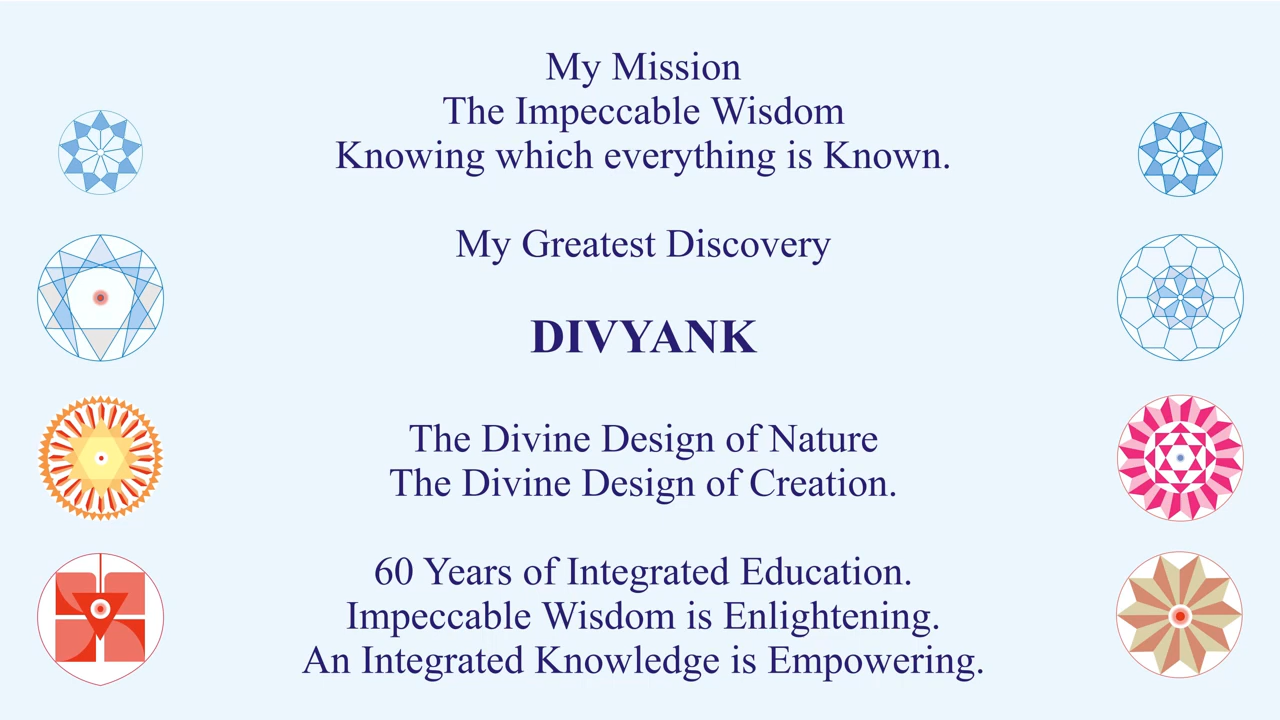 My Mission
The Impeccable Wisdom
Knowing which everything is Known.
My Greatest Discovery
DIVYANK
The Divine Design of Nature
The Divine Design of Creation.
60 Years of Integrated Education.
Impeccable Wisdom is Enlightening.
An Integrated Knowledge is Empowering.